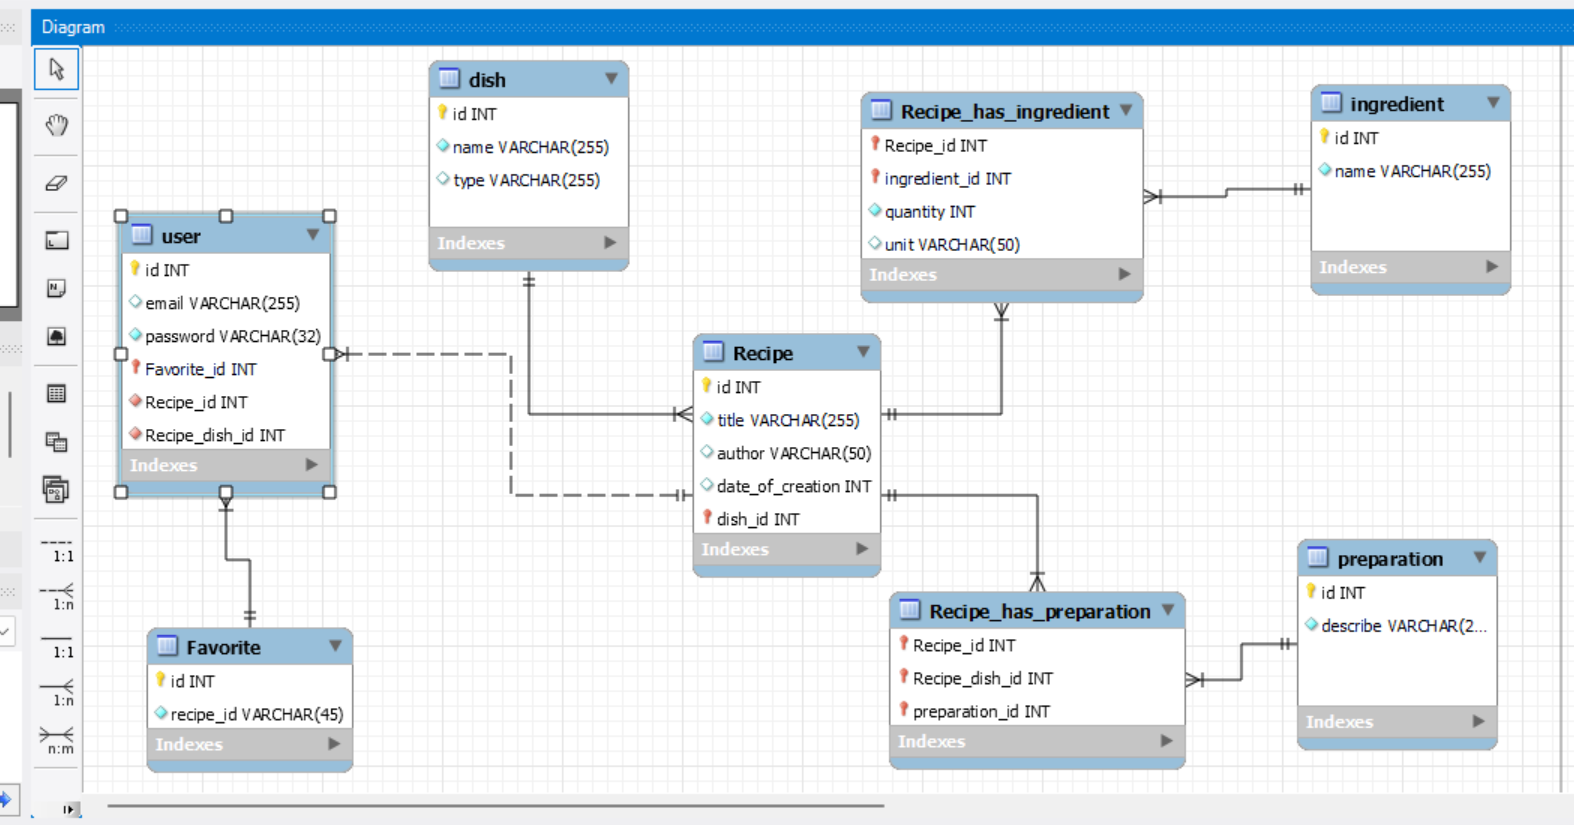 Diagram
dish
id INT
name VARCHAR(255)
type VARCHAR(255)
Indexes
Recipe_has_ingredient
Recipe_id INT
ingredient_id INT
quantity INT
unit VARCHAR(50)
Indexes
ingredient
id INT
name VARCHAR(255)
Indexes
user
id INT
email VARCHAR(255)
password VARCHAR(32)
Favorite_id INT
Recipe_id INT
Recipe_dish_id INT
Indexes
Recipe
id INT
title VARCHAR(255)
author VARCHAR(50)
date_of_creation INT
dish_id INT
Indexes
Favorite
id INT
recipe_id VARCHAR(45)
Indexes
Recipe_has_preparation
Recipe_id INT
Recipe_dish_id INT
preparation_id INT
Indexes
preparation
id INT
describe VARCHAR(2...
Indexes
1:1
1:n
1:1
1:n
n:m